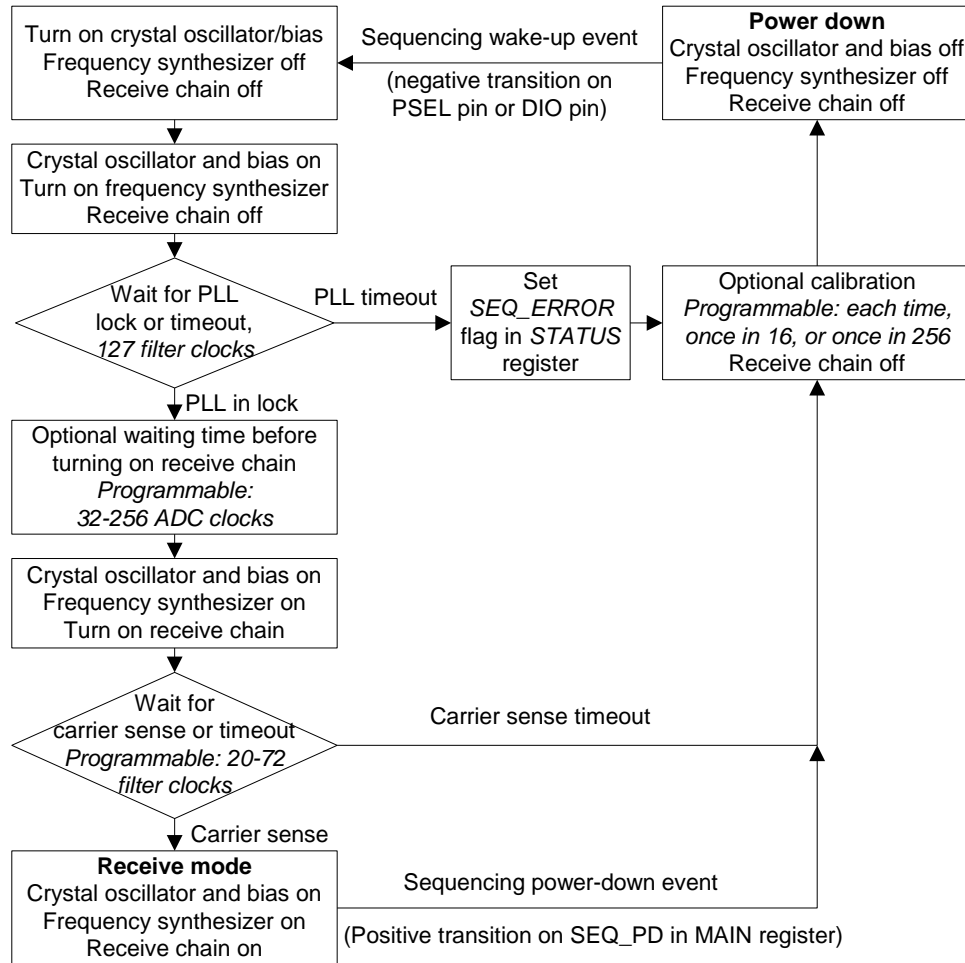 Turn on crystal oscillator/bias
Frequency synthesizer off
Receive chain off
Sequencing wake-up event
(negative transition on
PSEL pin or DIO pin)
Power down
Crystal oscillator and bias off
Frequency synthesizer off
Receive chain off
Crystal oscillator and bias on
Turn on frequency synthesizer
Receive chain off
Wait for PLL
lock or timeout,
127 filter clocks
PLL timeout
Set
SEQ_ERROR
flag in STATUS
register
Optional calibration
Programmable: each time,
once in 16, or once in 256
Receive chain off
PLL in lock
Optional waiting time before
turning on receive chain
Programmable:
32-256 ADC clocks
Crystal oscillator and bias on
Frequency synthesizer on
Turn on receive chain
Wait for
carrier sense or timeout
Programmable: 20-72
filter clocks
Carrier sense timeout
Carrier sense
Receive mode
Crystal oscillator and bias on
Frequency synthesizer on
Receive chain on
Sequencing power-down event
(Positive transition on SEQ_PD in MAIN register)